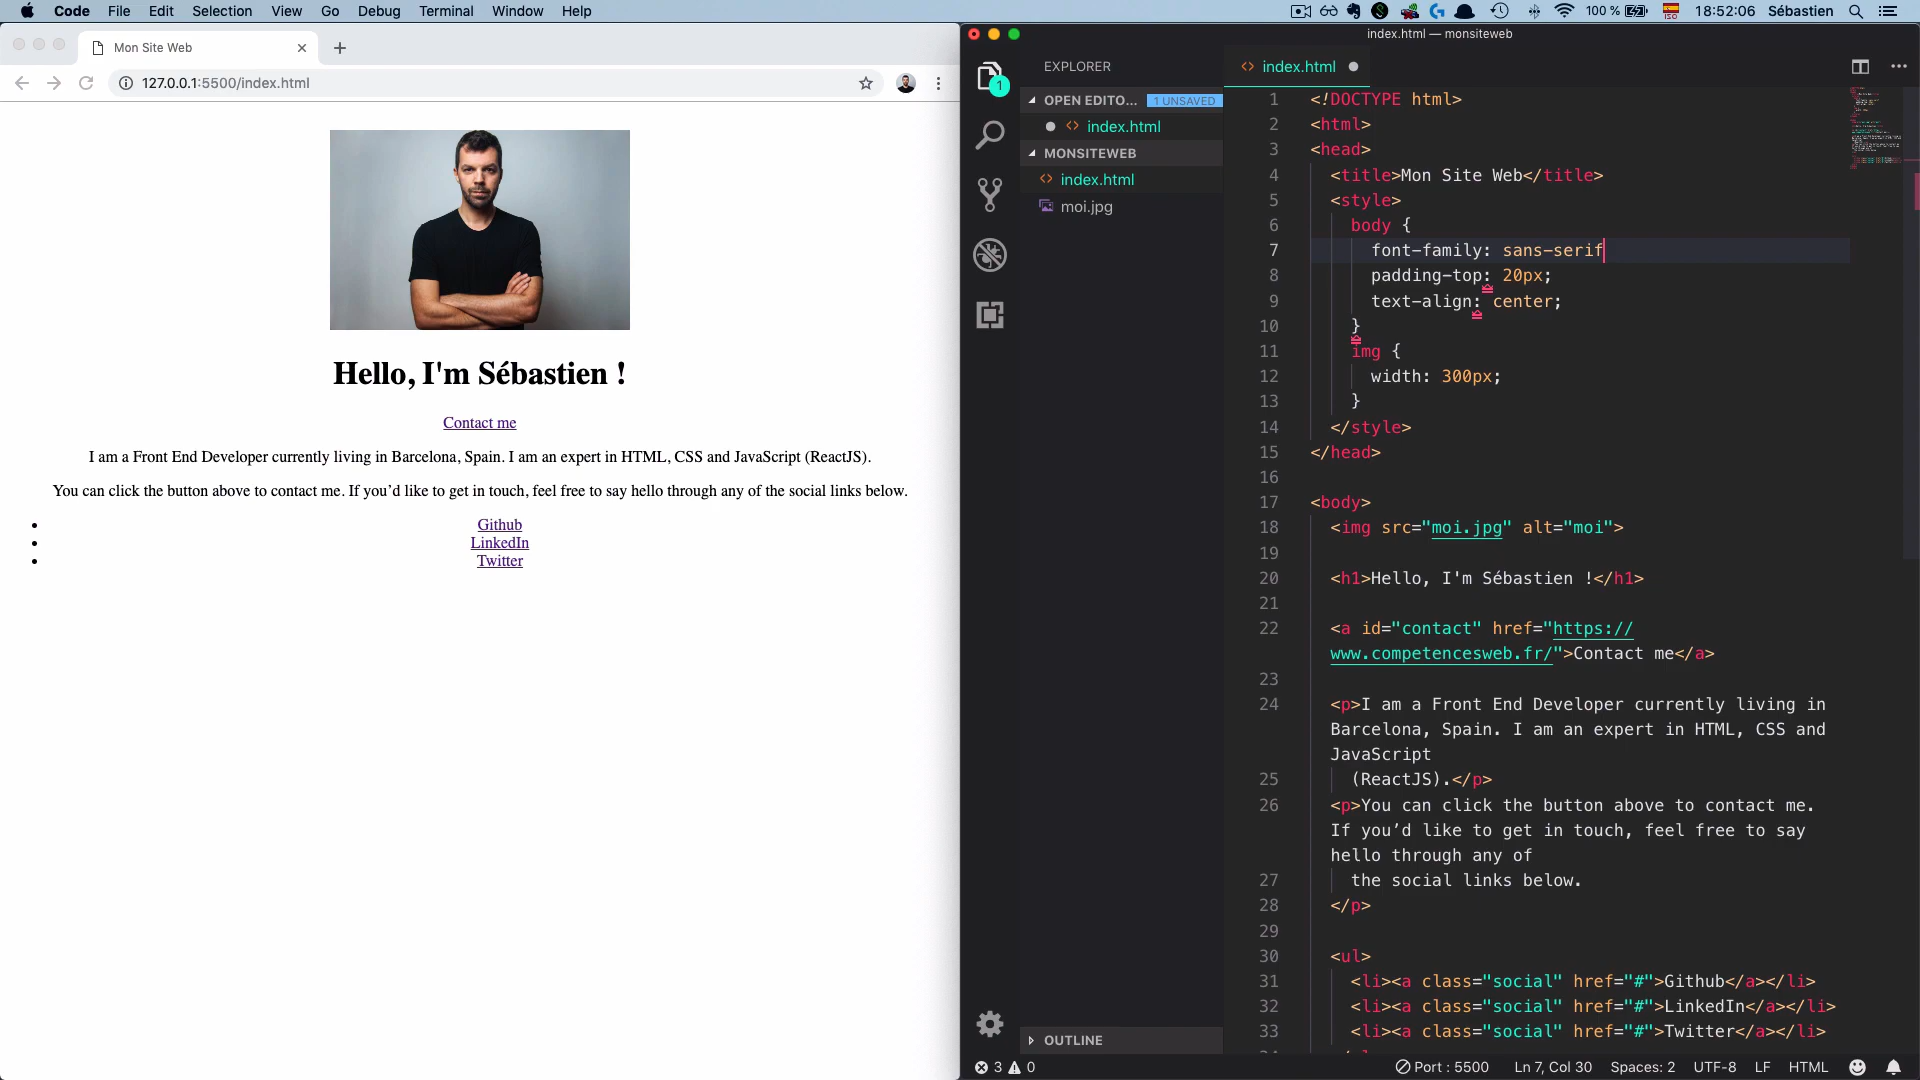 Code File Edit Selection View Go Debug Terminal Window Help
100 % ISO 18:52:06 Sébastien
Mon Site Web
127.0.0.1:5500/index.html
Hello, I'm Sébastien !
Contact me
I am a Front End Developer currently living in Barcelona, Spain. I am an expert in HTML, CSS and JavaScript (ReactJS).
You can click the button above to contact me. If you’d like to get in touch, feel free to say hello through any of the social links below.
Github
LinkedIn
Twitter
index.html — monsiteweb
1
EXPLORER
OPEN EDITO... 1 UNSAVED
index.html
MONSITEWEB
index.html
moi.jpg
OUTLINE
index.html
1 <!DOCTYPE html>
2 <html>
3 <head>
4 <title>Mon Site Web</title>
5 <style>
6 body {
7 font-family: sans-serif
8 padding-top: 20px;
9 text-align: center;
10 }
11 img {
12 width: 300px;
13 }
14 </style>
15 </head>
16
17 <body>
18 <img src="moi.jpg" alt="moi">
19
20 <h1>Hello, I'm Sébastien !</h1>
21
22 <a id="contact" href="https://
www.competencesweb.fr/">Contact me</a>
23
24 <p>I am a Front End Developer currently living in
Barcelona, Spain. I am an expert in HTML, CSS and
JavaScript
25 (ReactJS).</p>
26 <p>You can click the button above to contact me.
If you’d like to get in touch, feel free to say
hello through any of
27 the social links below.
28 </p>
29
30 <ul>
31 <li><a class="social" href="#">Github</a></li>
32 <li><a class="social" href="#">LinkedIn</a></li>
33 <li><a class="social" href="#">Twitter</a></li>
3 0 Port : 5500 Ln 7, Col 30 Spaces: 2 UTF-8 LF HTML